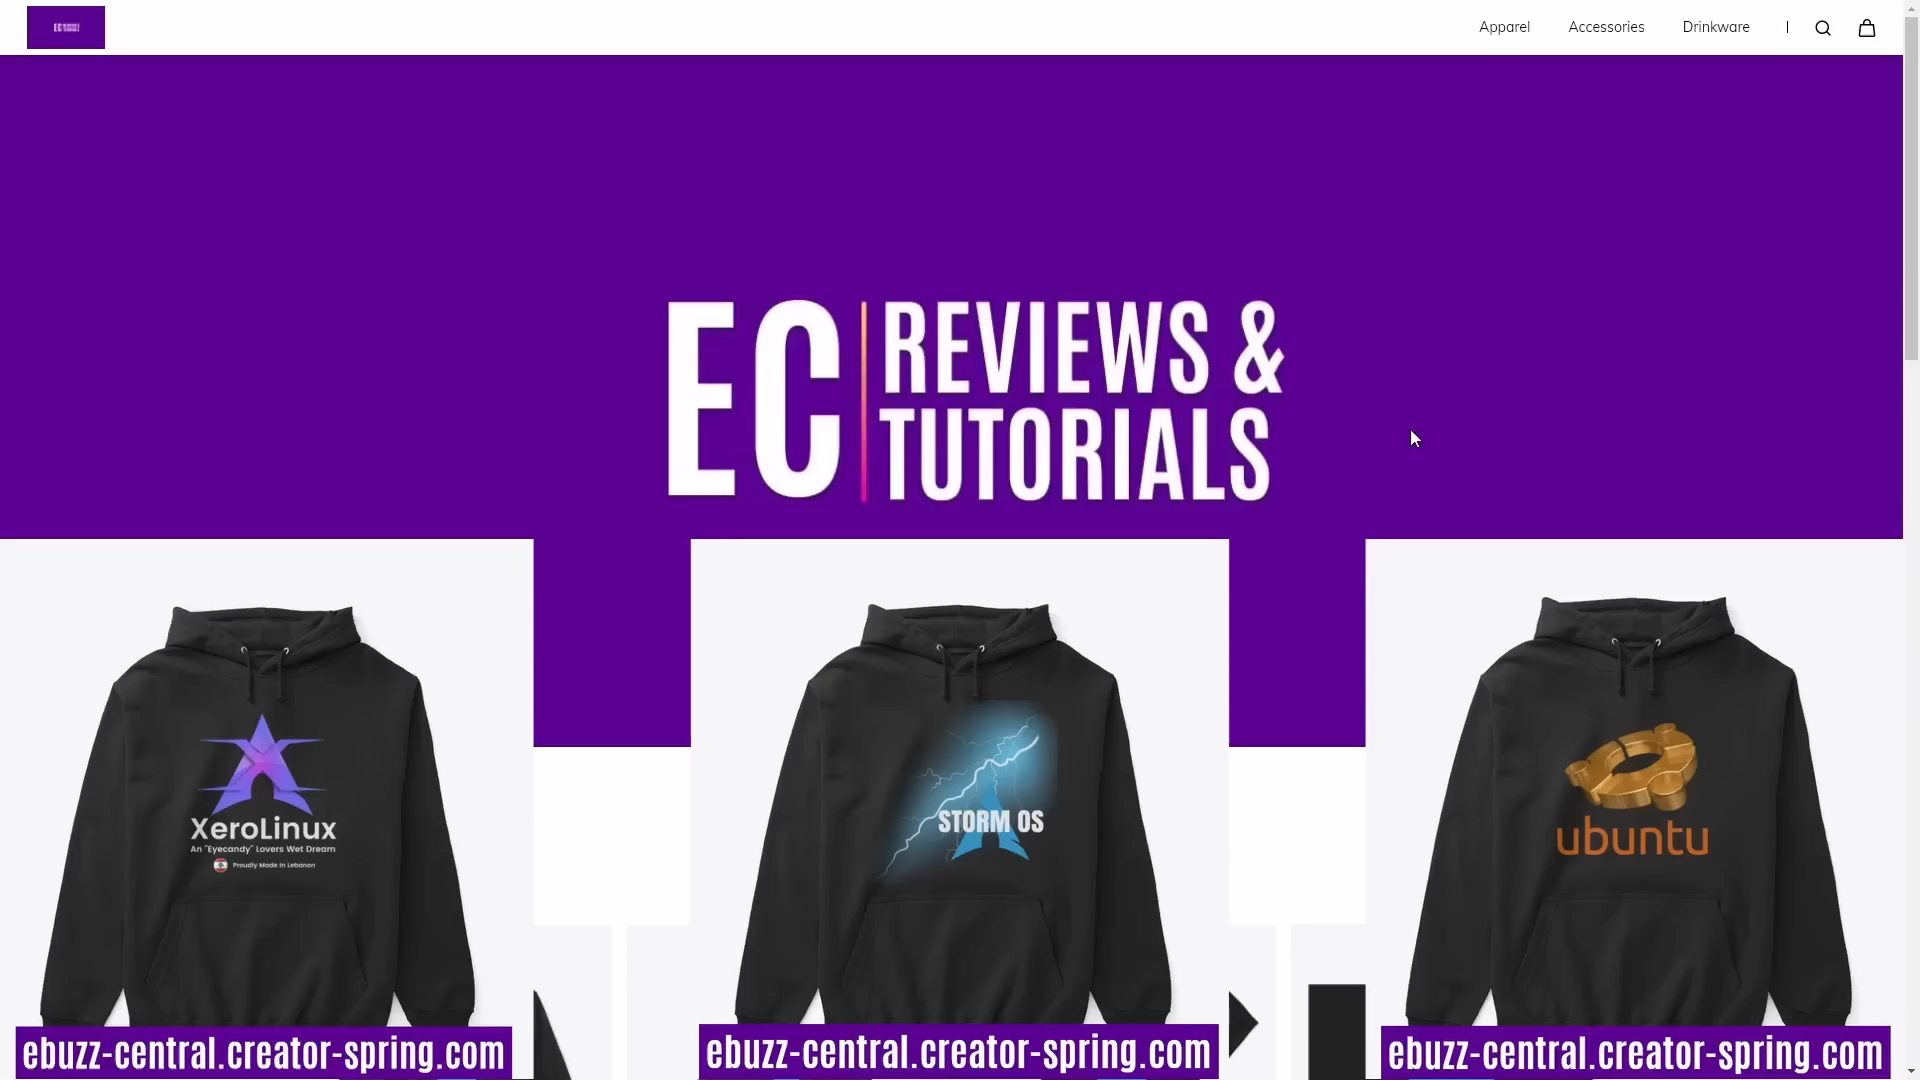 Apparel
Accessories
Drinkware
EC REVIEWS &
TUTORIALS
XeroLinux
An "Eyecandy" Lovers Wet Dream
Proudly Made In Lebanon
STORM OS
ubuntu
ebuzz-central.creator-spring.com
ebuzz-central.creator-spring.com
ebuzz-central.creator-spring.com